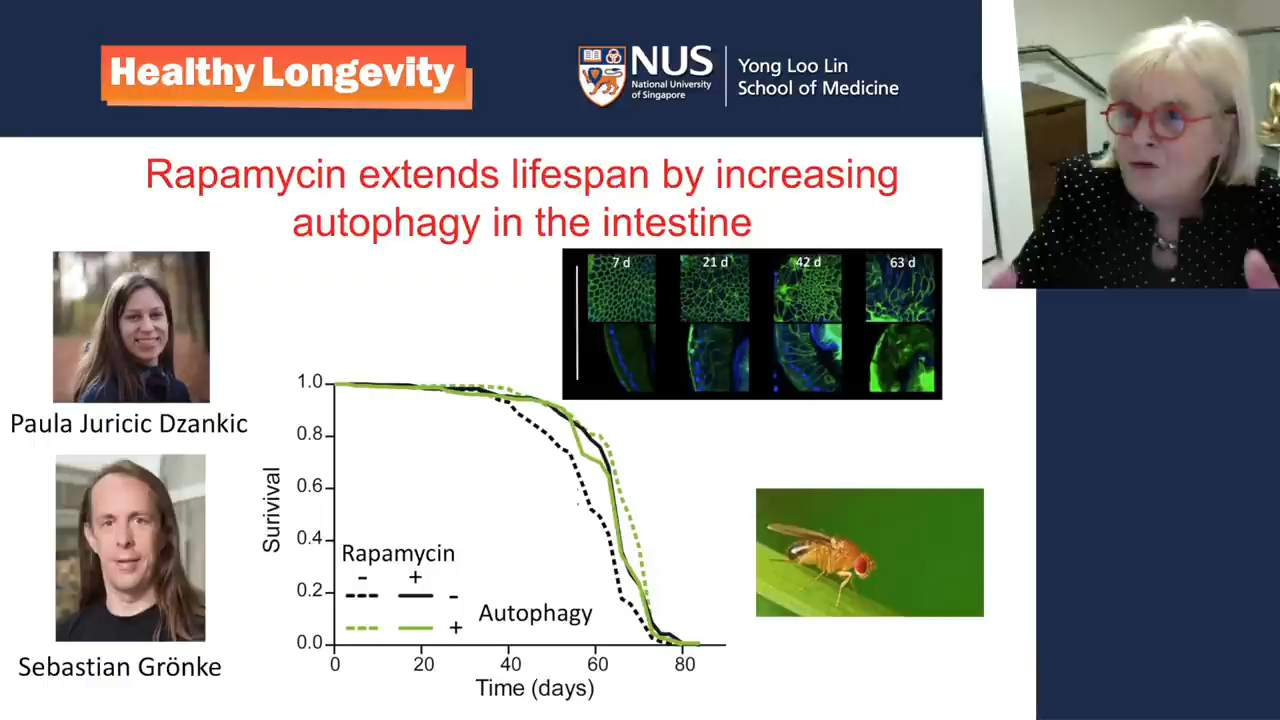 Healthy Longevity
NUS
National University
of Singapore
Yong Loo Lin
School of Medicine
Rapamycin extends lifespan by increasing
autophagy in the intestine
Paula Juricic Dzankic
Sebastian Grönke
7 d
21 d
42 d
63 d
1.0
0.8
0.6
0.4
0.2
0.0
Surivival
Rapamycin
- +
-
+
Autophagy
0
20
40
60
80
Time (days)